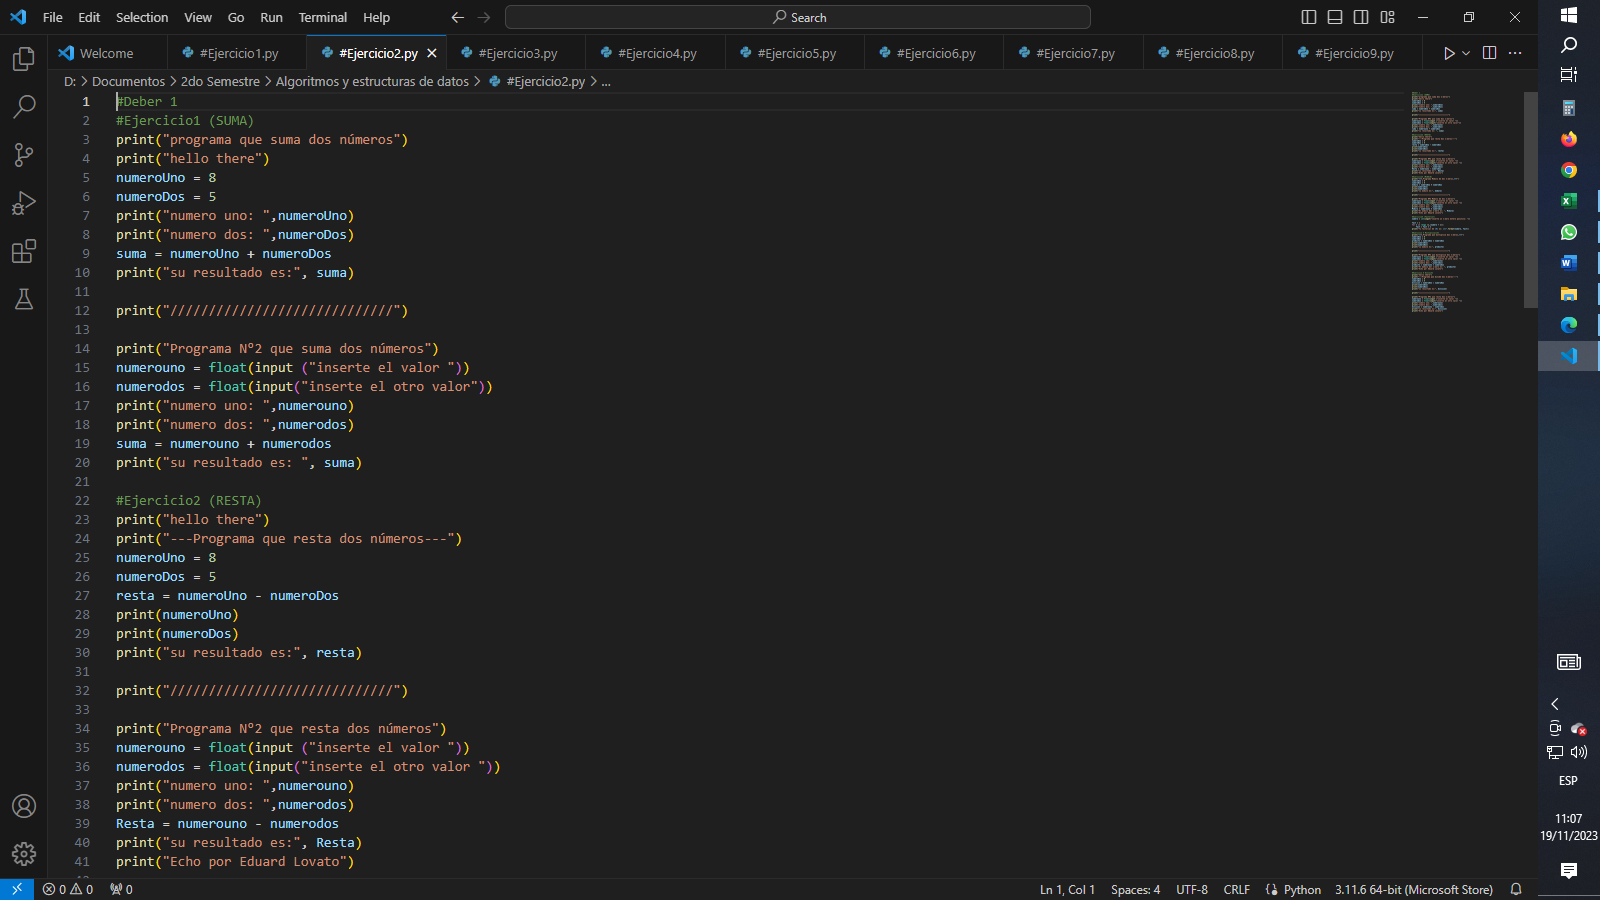 File Edit Selection View Go Run Terminal Help
Search
Welcome #Ejercicio1.py #Ejercicio2.py #Ejercicio3.py #Ejercicio4.py #Ejercicio5.py #Ejercicio6.py #Ejercicio7.py #Ejercicio8.py #Ejercicio9.py
D: > Documentos > 2do Semestre > Algoritmos y estructuras de datos > #Ejercicio2.py > ...
1 #Deber 1
2 #Ejercicio1 (SUMA)
3 print("programa que suma dos números")
4 print("hello there")
5 numeroUno = 8
6 numeroDos = 5
7 print("numero uno: ",numeroUno)
8 print("numero dos: ",numeroDos)
9 suma = numeroUno + numeroDos
10 print("su resultado es:", suma)
11
12 print("/////////////////////////////")
13
14 print("Programa Nº2 que suma dos números")
15 numerouno = float(input ("inserte el valor "))
16 numerodos = float(input("inserte el otro valor"))
17 print("numero uno: ",numerouno)
18 print("numero dos: ",numerodos)
19 suma = numerouno + numerodos
20 print("su resultado es: ", suma)
21
22 #Ejercicio2 (RESTA)
23 print("hello there")
24 print("---Programa que resta dos números---")
25 numeroUno = 8
26 numeroDos = 5
27 resta = numeroUno - numeroDos
28 print(numeroUno)
29 print(numeroDos)
30 print("su resultado es:", resta)
31
32 print("/////////////////////////////")
33
34 print("Programa Nº2 que resta dos números")
35 numerouno = float(input ("inserte el valor "))
36 numerodos = float(input("inserte el otro valor "))
37 print("numero uno: ",numerouno)
38 print("numero dos: ",numerodos)
39 Resta = numerouno - numerodos
40 print("su resultado es:", Resta)
41 print("Echo por Eduard Lovato")
0 0 0
Ln 1, Col 1 Spaces: 4 UTF-8 CRLF Python 3.11.6 64-bit (Microsoft Store)
ESP
11:07
19/11/2023